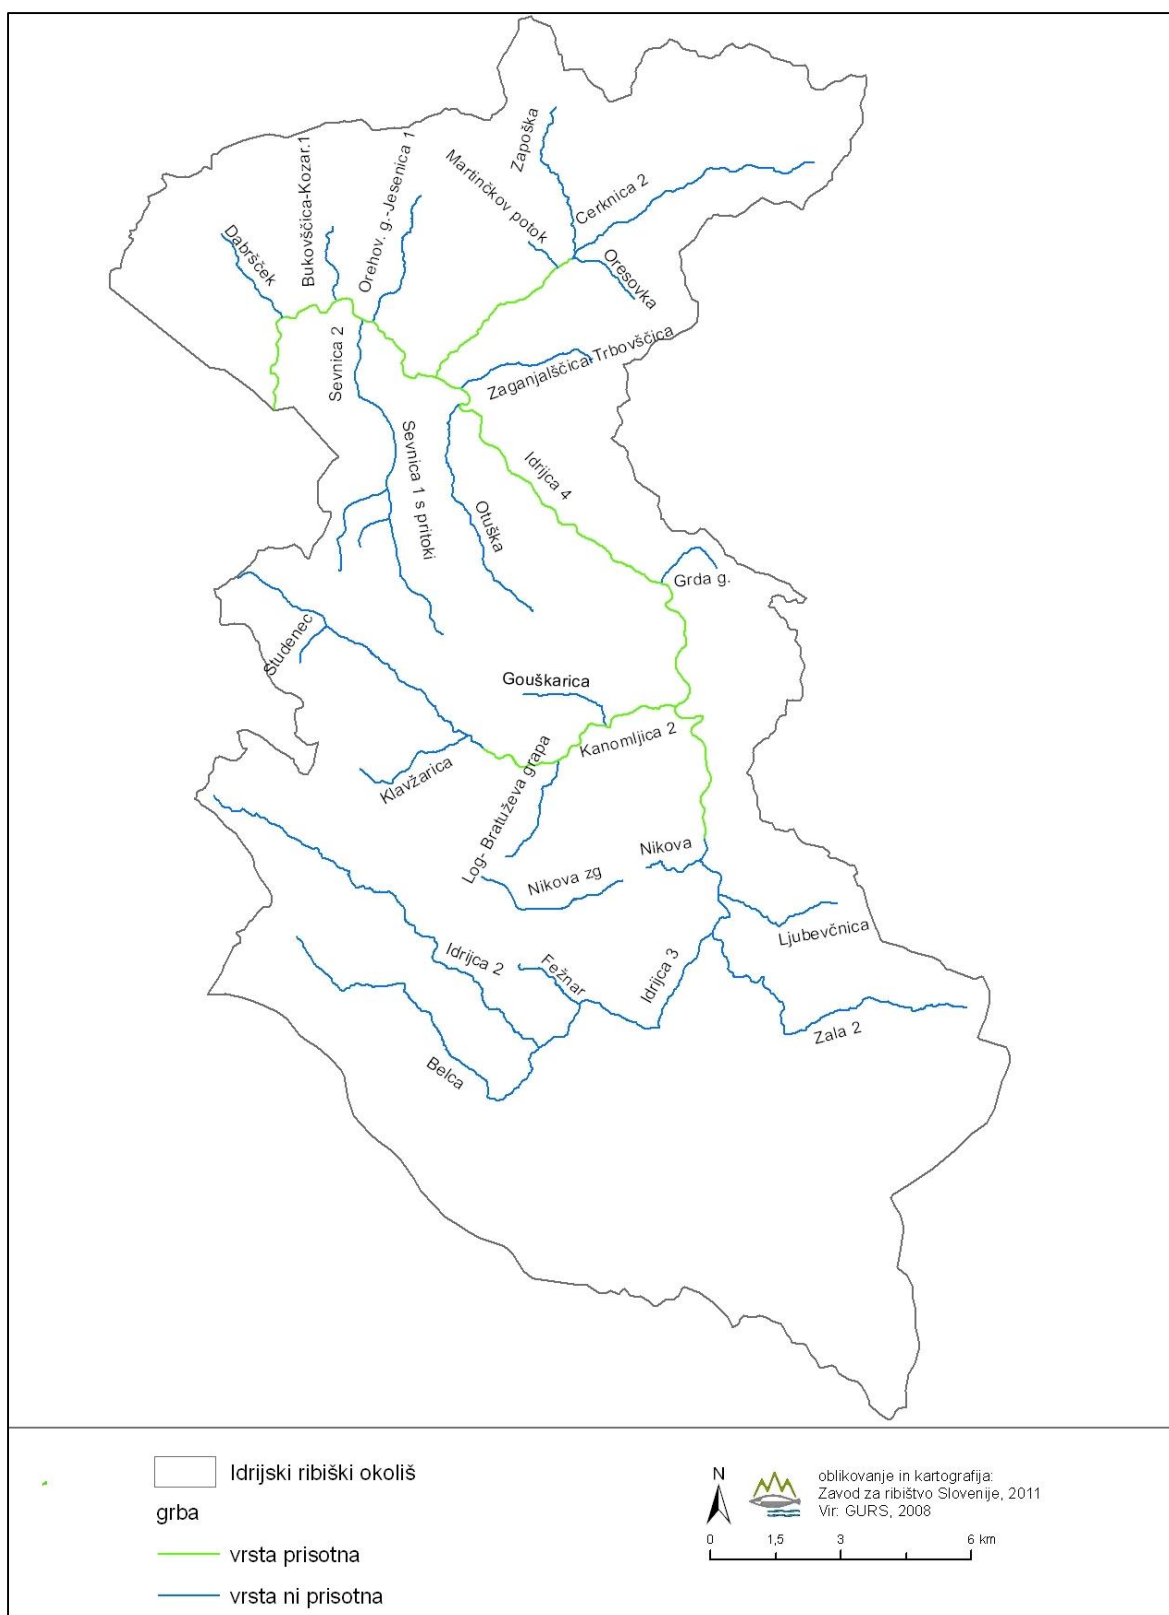 Zapoška
Bukovščica-Kozar.1
Orehov. g.-Jesenica 1
Martinčkov potok
Cerknica 2
Dabršček
Oresovka
Sevnica 2
Zaganjalščica-Trbovščica
Sevnica 1 s pritoki
Idrijca 4
Otuška
Grda g.
Studenec
Gouškarica
Kanomljica 2
Klavžarica
Log- Bratuževa grapa
Nikova
Nikova zg
Ljubevčnica
Idrijca 2
Fežnar
Idrijca 3
Zala 2
Belca
Idrijski ribiški okoliš
grba
vrsta prisotna
vrsta ni prisotna
N
oblikovanje in kartografija:
Zavod za ribištvo Slovenije, 2011
Vir: GURS, 2008
0 1,5 3 6 km